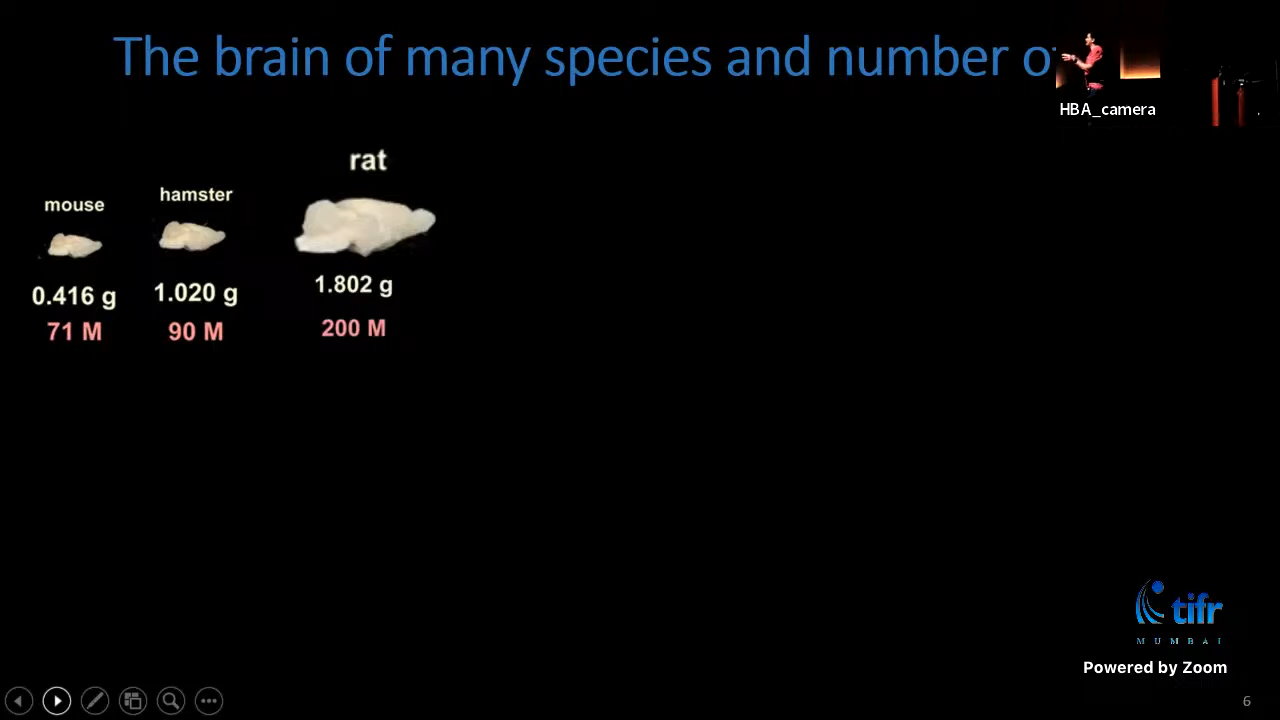 The brain of many species and number of
HBA_camera
rat
hamster
mouse
0.416 g
1.020 g
1.802 g
71 M
90 M
200 M
tifr
MUMBAI
Powered by Zoom
6